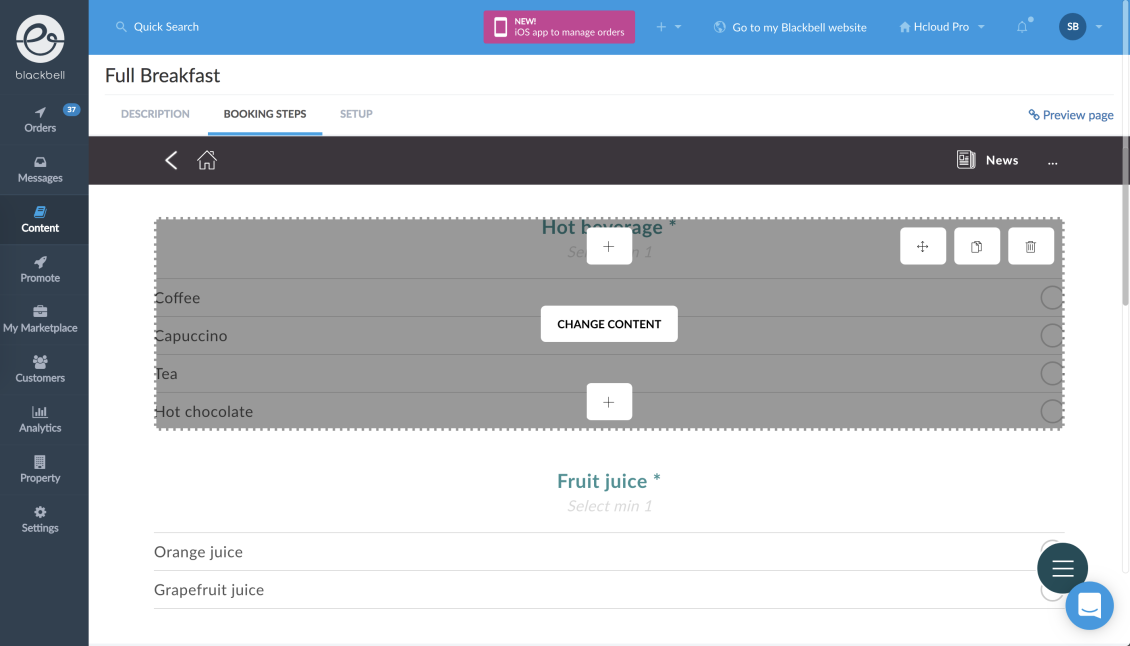 blackbell
Quick Search
NEW!
iOS app to manage orders
Go to my Blackbell website
Hcloud Pro
SB
Full Breakfast
DESCRIPTION
BOOKING STEPS
SETUP
Preview page
37
Orders
Messages
Content
Promote
My Marketplace
Customers
Analytics
Property
Settings
News
...
Hot beverage *
Select min 1
Coffee
Capuccino
CHANGE CONTENT
Tea
Hot chocolate
Fruit juice *
Select min 1
Orange juice
Grapefruit juice